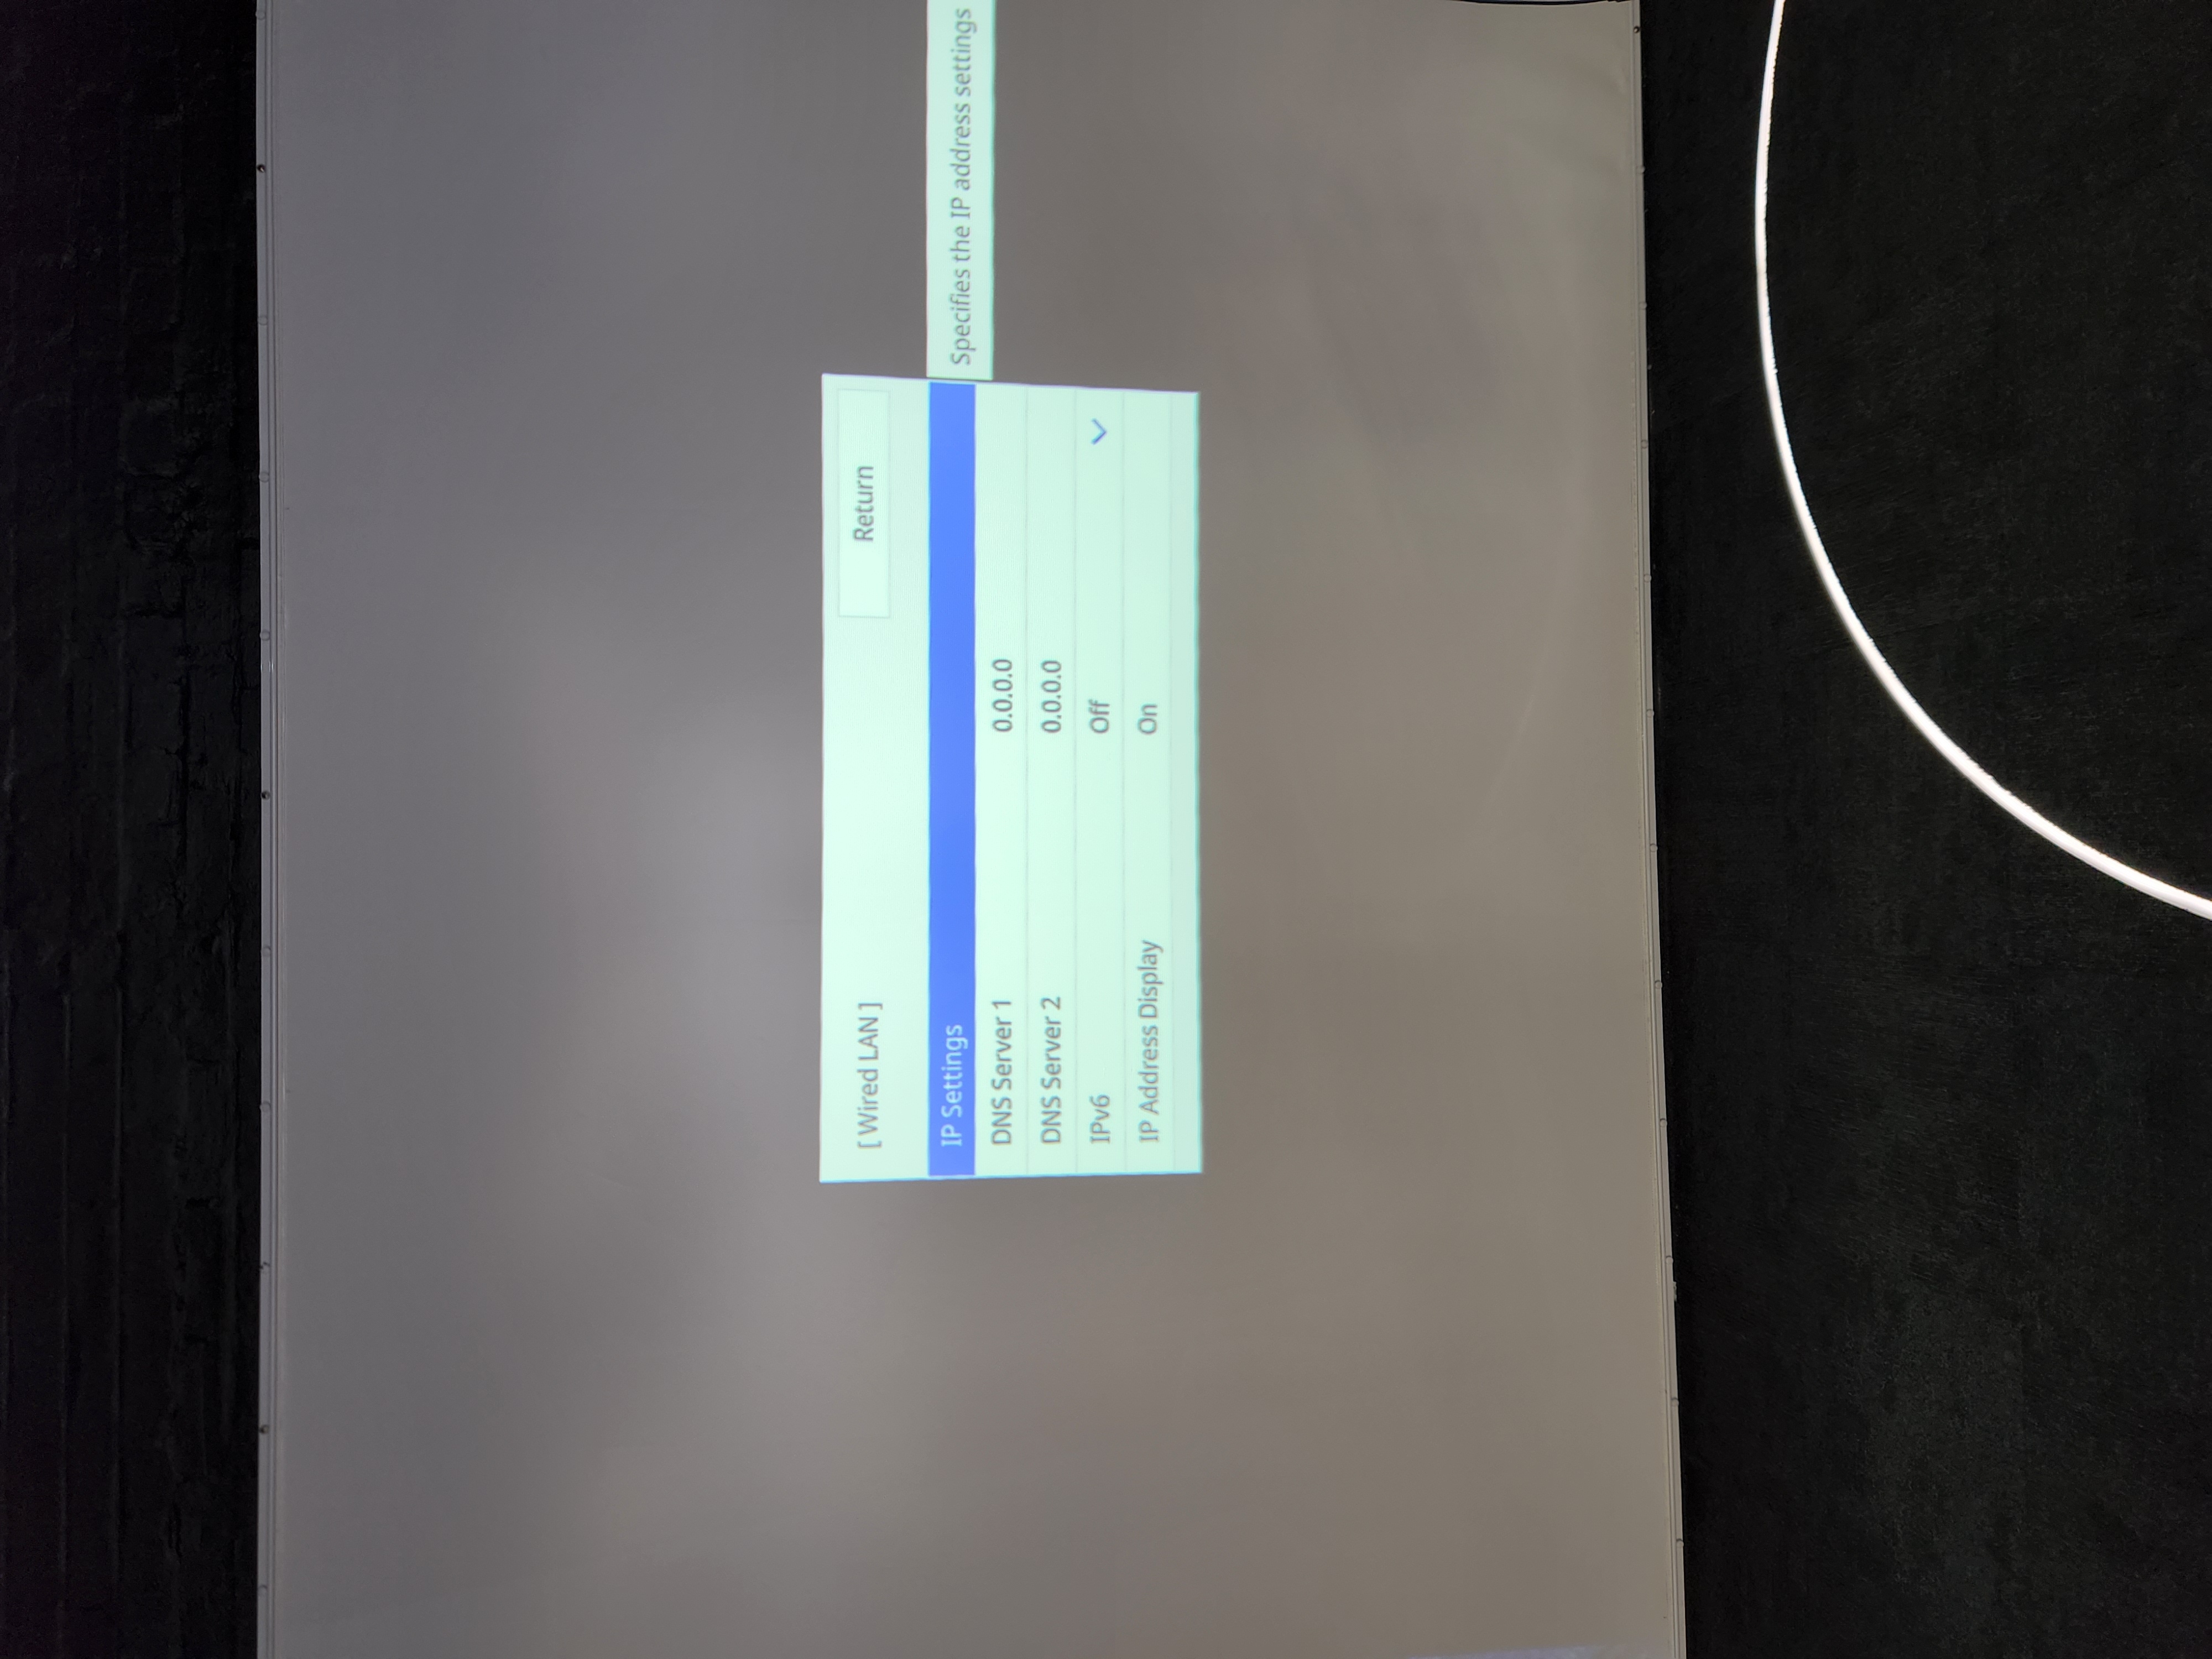 [ Wired LAN ]
Return
IP Settings
Specifies the IP address settings
DNS Server 1 0.0.0.0
DNS Server 2 0.0.0.0
IPv6 Off
IP Address Display On